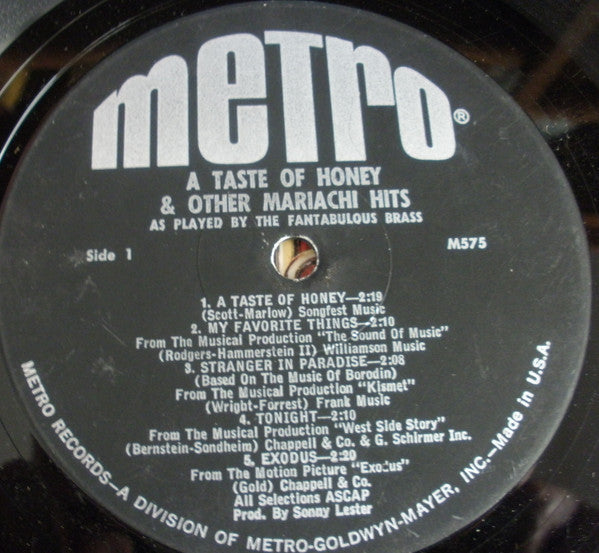 metro®
A TASTE OF HONEY
& OTHER MARIACHI HITS
AS PLAYED BY THE FANTABULOUS BRASS
Side 1
M575
1. A TASTE OF HONEY—2:19
(Scott-Marlow) Songfest Music
2. MY FAVORITE THINGS—2:10
From The Musical Production "The Sound Of Music"
(Rodgers-Hammerstein II) Williamson Music
3. STRANGER IN PARADISE—2:08
(Based On The Music Of Borodin)
From The Musical Production "Kismet"
(Wright-Forrest) Frank Music
4. TONIGHT—2:10
From The Musical Production "West Side Story"
(Bernstein-Sondheim) Chappell & Co. & G. Schirmer Inc.
5. EXODUS—2:20
From The Motion Picture "Exodus"
(Gold) Chappell & Co.
All Selections ASCAP
Prod. By Sonny Lester
METRO RECORDS—A DIVISION OF METRO-GOLDWYN-MAYER, INC.—Made in U.S.A.